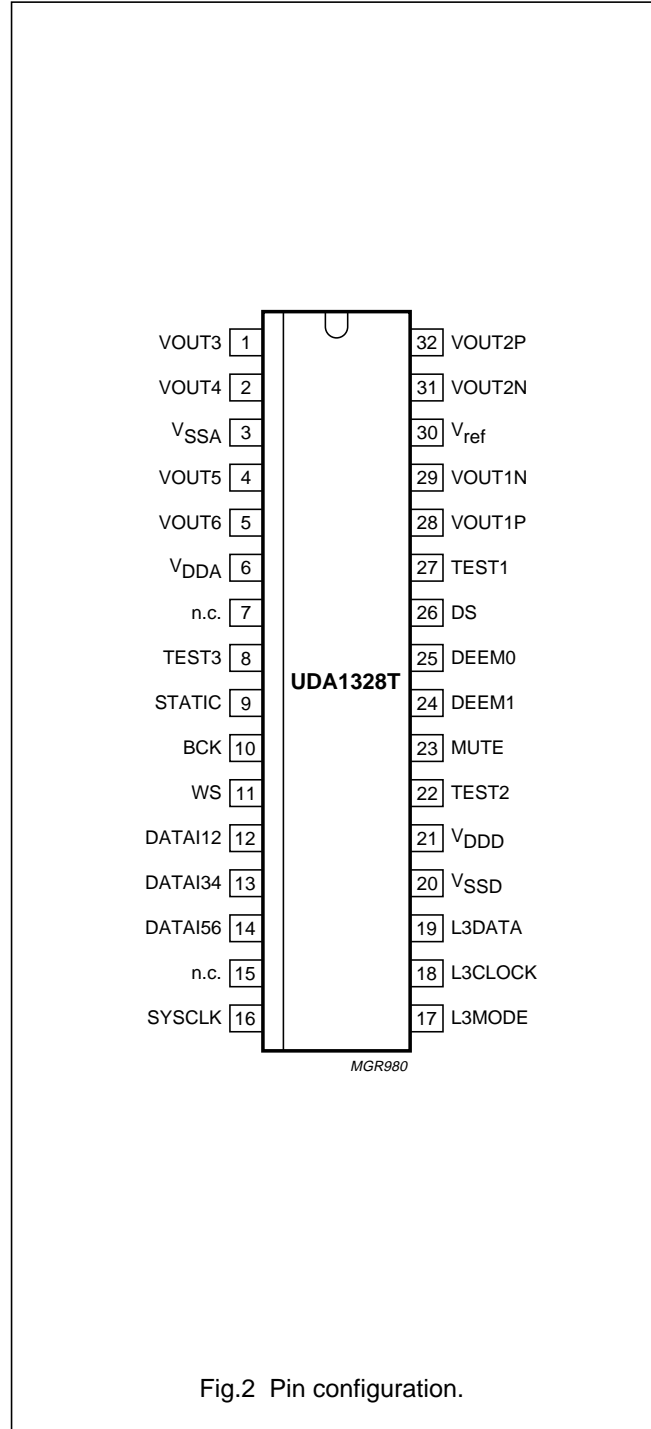 VOUT3 1 32 VOUT2P
VOUT4 2 31 VOUT2N
VSSA 3 30 Vref
VOUT5 4 29 VOUT1N
VOUT6 5 28 VOUT1P
VDDA 6 27 TEST1
n.c. 7 26 DS
TEST3 8 25 DEEM0
UDA1328T
STATIC 9 24 DEEM1
BCK 10 23 MUTE
WS 11 22 TEST2
DATAI12 12 21 VDDD
DATAI34 13 20 VSSD
DATAI56 14 19 L3DATA
n.c. 15 18 L3CLOCK
SYSCLK 16 17 L3MODE
MGR980
Fig.2 Pin configuration.